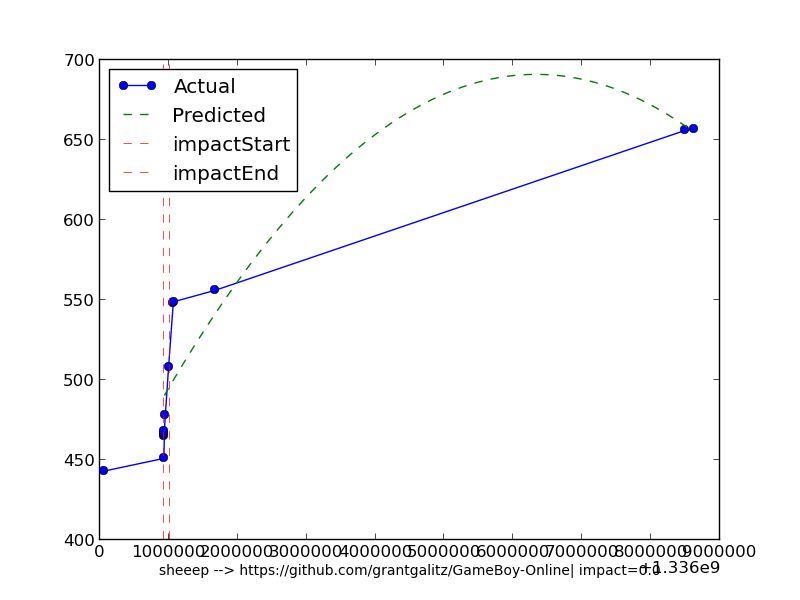 700
650
600
550
500
450
400
Actual
Predicted
impactStart
impactEnd
0 1000000 2000000 3000000 4000000 5000000 6000000 7000000 8000000 9000000
+1.336e9
sheeep --> https://github.com/grantgalitz/GameBoy-Online| impact=0.0